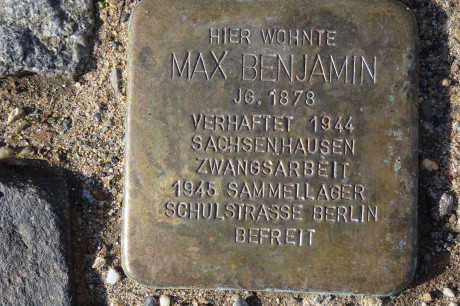 HIER WOHNTE
MAX BENJAMIN
JG. 1878
VERHAFTET 1944
SACHSENHAUSEN
ZWANGSARBEIT
1945 SAMMELLAGER
SCHULSTRASSE BERLIN
BEFREIT